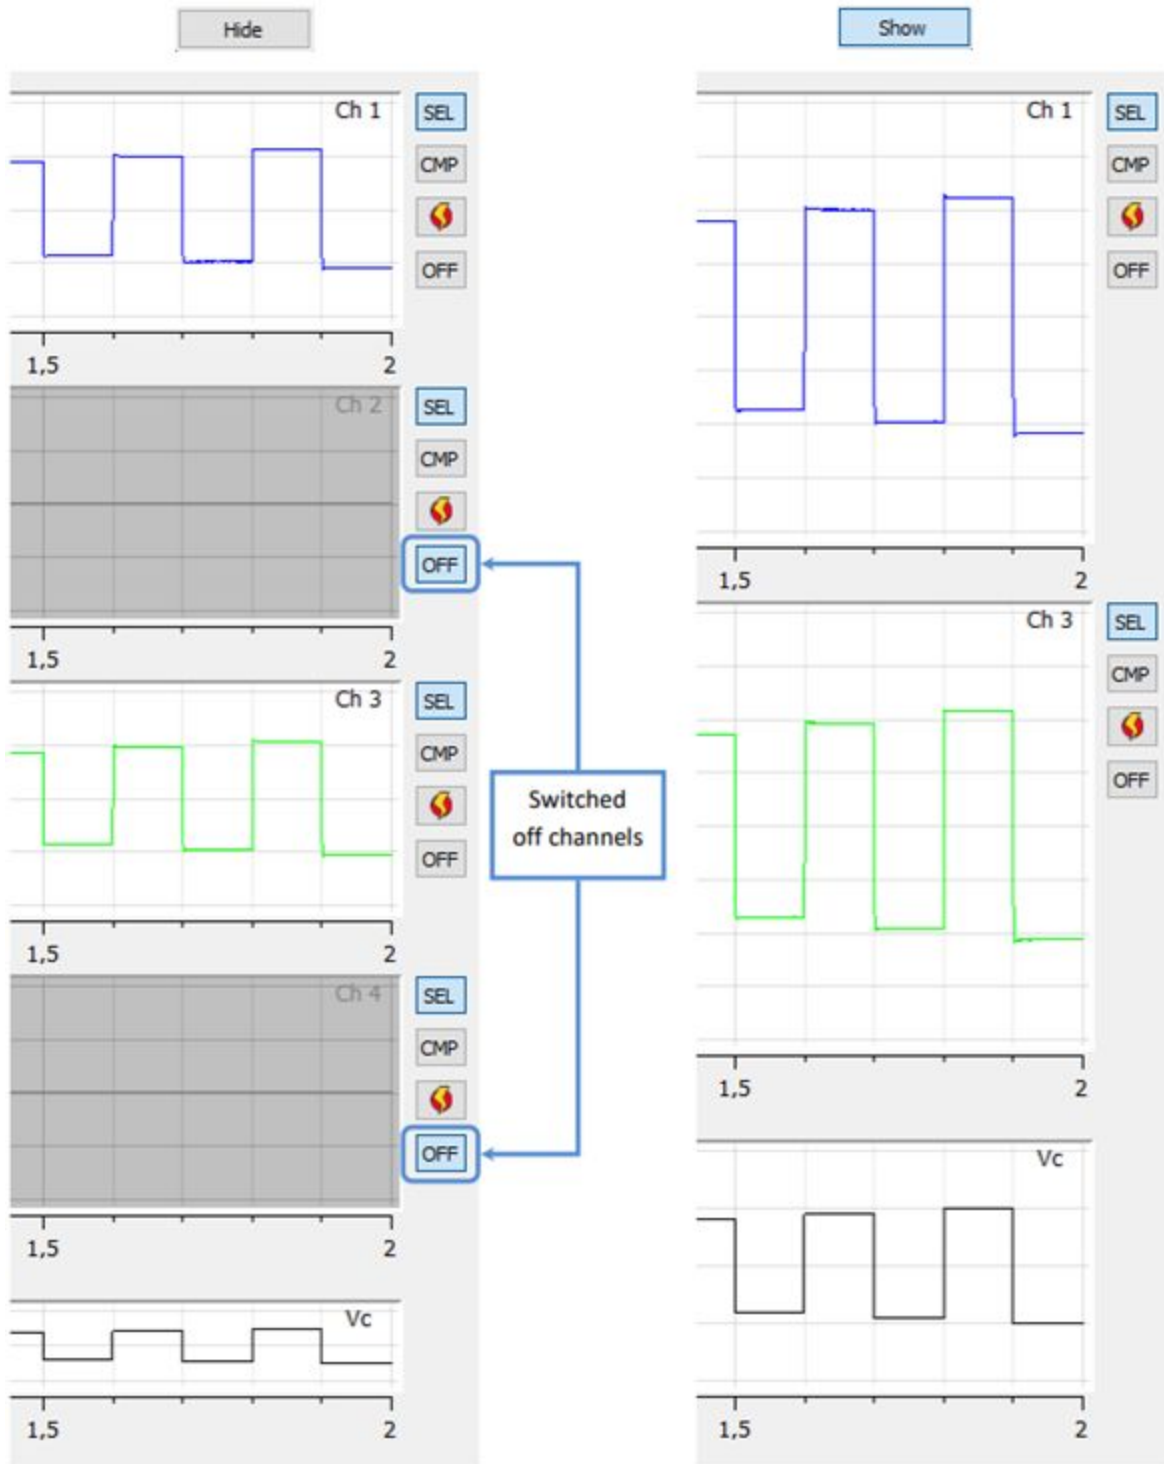 Hide
Show
Ch 1
SEL
CMP
OFF
1,5
2
Ch 2
SEL
CMP
OFF
1,5
2
Ch 3
SEL
CMP
OFF
1,5
2
Ch 4
SEL
CMP
OFF
1,5
2
Vc
1,5
2
Switched
off channels
Ch 1
SEL
CMP
OFF
1,5
2
Ch 3
SEL
CMP
OFF
1,5
2
Vc
1,5
2